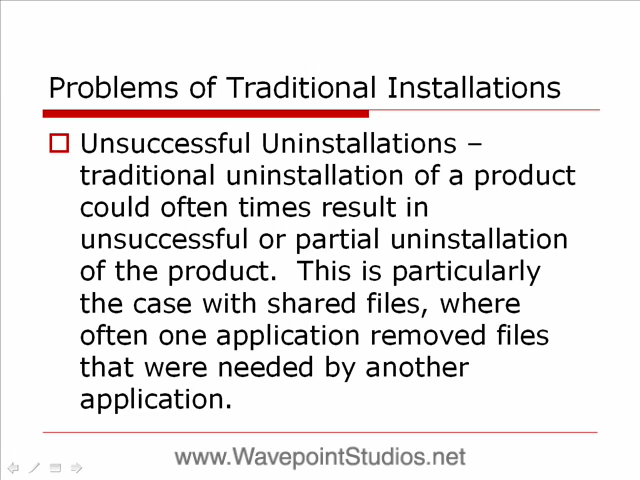 Problems of Traditional Installations
Unsuccessful Uninstallations –
traditional uninstallation of a product
could often times result in
unsuccessful or partial uninstallation
of the product.  This is particularly
the case with shared files, where
often one application removed files
that were needed by another
application.
www.WavepointStudios.net